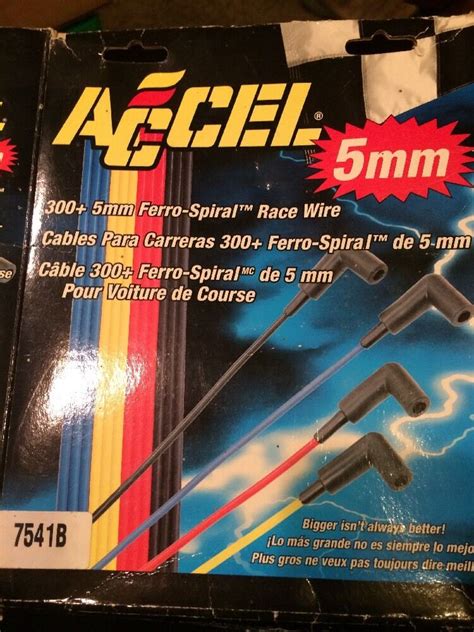 ACCEL®
5mm
300+ 5mm Ferro-Spiral™ Race Wire
Cables Para Carreras 300+ Ferro-Spiral™ de 5 mm
Câble 300+ Ferro-Spiral MC de 5 mm
Pour Voiture de Course
7541B
Bigger isn't always better!
¡Lo más grande no es siempre lo mejo
Plus gros ne veux pas toujours dire meill